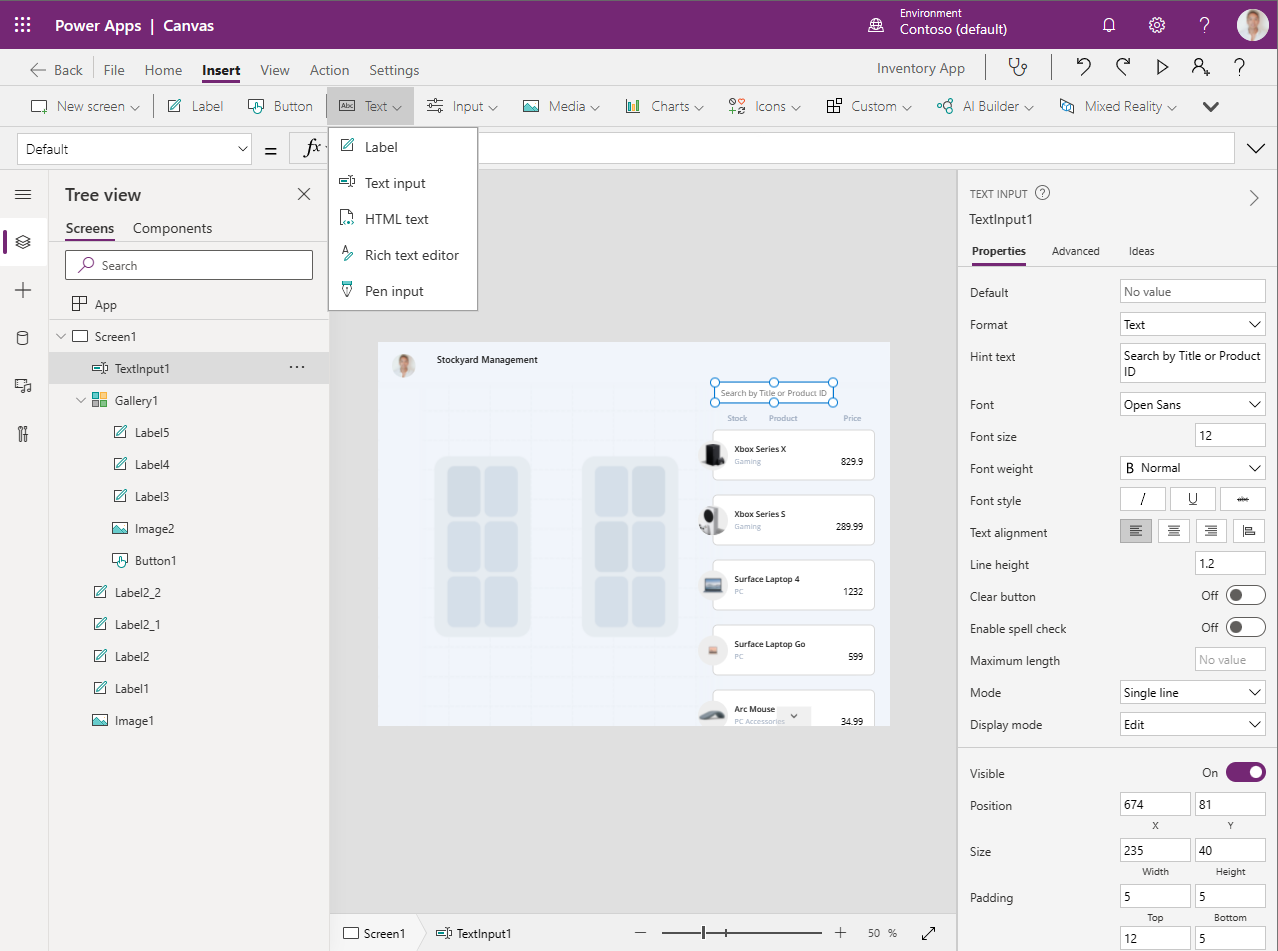 Power Apps | Canvas
Environment
Contoso (default)
Back File Home Insert View Action Settings
Inventory App
New screen Label Button Abc Text Input Media Charts Icons Custom AI Builder Mixed Reality
Default = fx
Label
Text input
HTML text
Rich text editor
Pen input
Tree view
Screens Components
Search
App
Screen1
TextInput1 ...
Gallery1
Label5
Label4
Label3
Image2
Button1
Label2_2
Label2_1
Label2
Label1
Image1
Stockyard Management
Search by Title or Product ID
Stock Product Price
Xbox Series X
Gaming
829.9
Xbox Series S
Gaming
289.99
Surface Laptop 4
PC
1232
Surface Laptop Go
PC
599
Arc Mouse
PC Accessories
34.99
Screen1 TextInput1
50 %
TEXT INPUT ?
TextInput1
Properties Advanced Ideas
Default No value
Format Text
Hint text Search by Title or Product
ID
Font Open Sans
Font size 12
Font weight B Normal
Font style / U abc
Text alignment
Line height 1.2
Clear button Off
Enable spell check Off
Maximum length No value
Mode Single line
Display mode Edit
Visible On
Position 674 81
X Y
Size 235 40
Width Height
Padding 5 5
Top Bottom
12 5